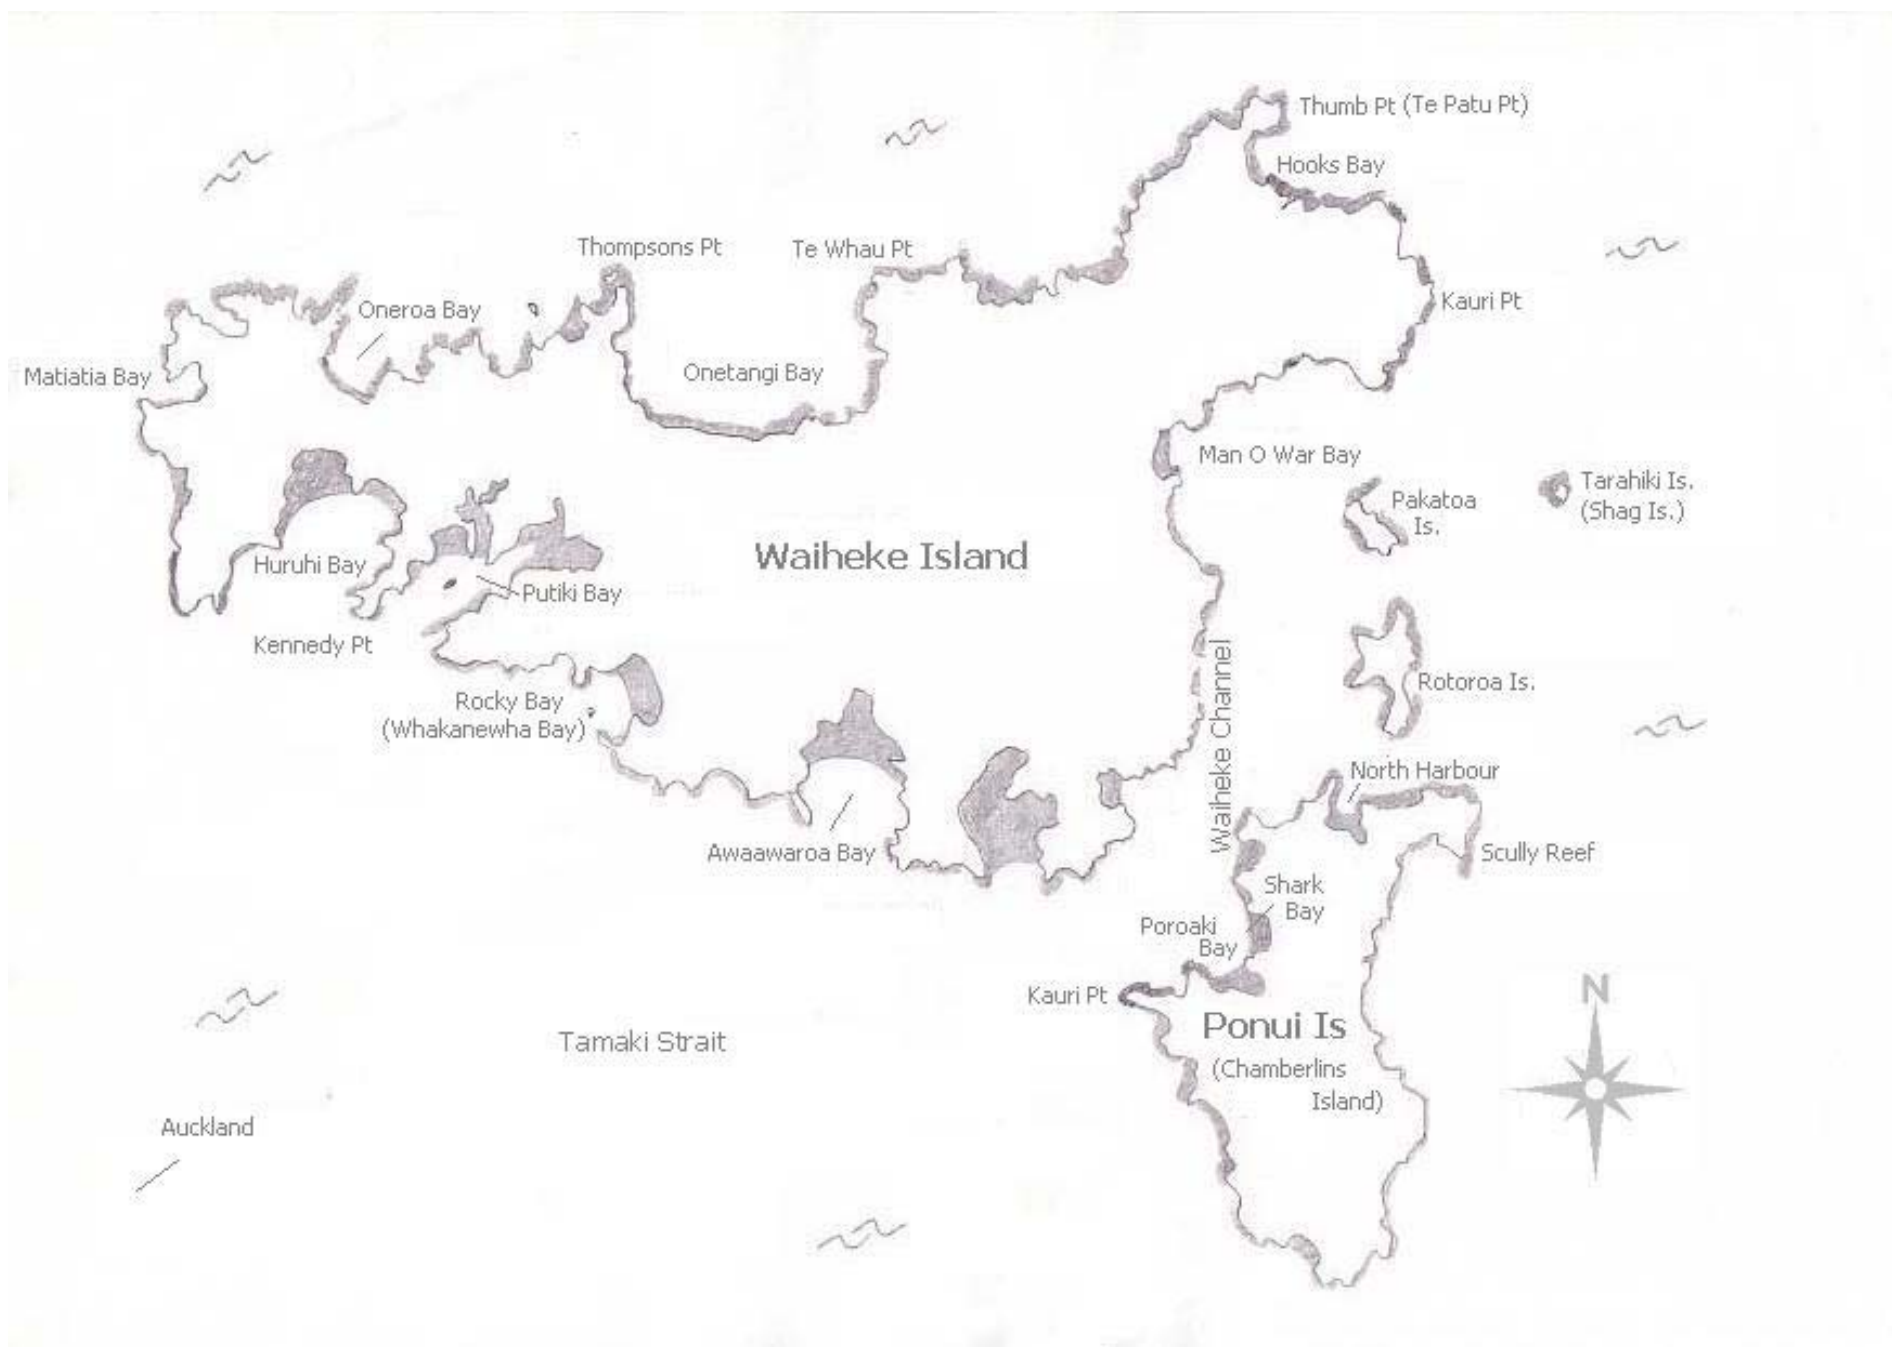 Thumb Pt (Te Patu Pt)
Hooks Bay
Thompsons Pt
Te Whau Pt
Kauri Pt
Oneroa Bay
Matiatia Bay
Onetangi Bay
Man O War Bay
Tarahiki Is.
(Shag Is.)
Pakatoa
Is.
Waiheke Island
Huruhi Bay
Putiki Bay
Kennedy Pt
Rotoroa Is.
Rocky Bay
(Whakanewha Bay)
Waiheke Channel
North Harbour
Awaawaroa Bay
Scully Reef
Shark
Bay
Poroaki
Bay
Kauri Pt
N
Ponui Is
(Chamberlins
Island)
Tamaki Strait
Auckland